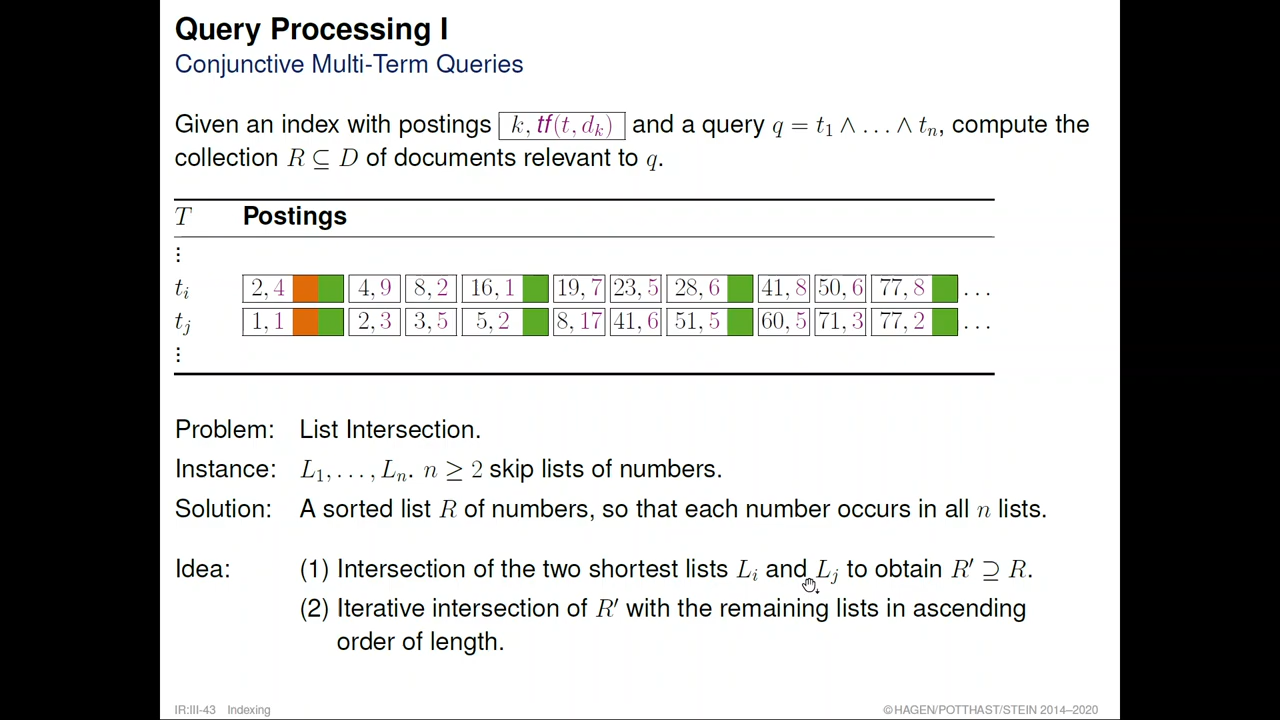 Query Processing I
Conjunctive Multi-Term Queries
Given an index with postings k, tf(t, d_k) and a query q = t_1 ∧ … ∧ t_n, compute the
collection R ⊆ D of documents relevant to q.
T Postings
⋮
t_i 2, 4 4, 9 8, 2 16, 1 19, 7 23, 5 28, 6 41, 8 50, 6 77, 8 …
t_j 1, 1 2, 3 3, 5 5, 2 8, 17 41, 6 51, 5 60, 5 71, 3 77, 2 …
⋮
Problem: List Intersection.
Instance: L_1, …, L_n. n ≥ 2 skip lists of numbers.
Solution: A sorted list R of numbers, so that each number occurs in all n lists.
Idea: (1) Intersection of the two shortest lists L_i and L_j to obtain R′ ⊇ R.
(2) Iterative intersection of R′ with the remaining lists in ascending
order of length.
IR:III-43 Indexing ©HAGEN/POTTHAST/STEIN 2014–2020